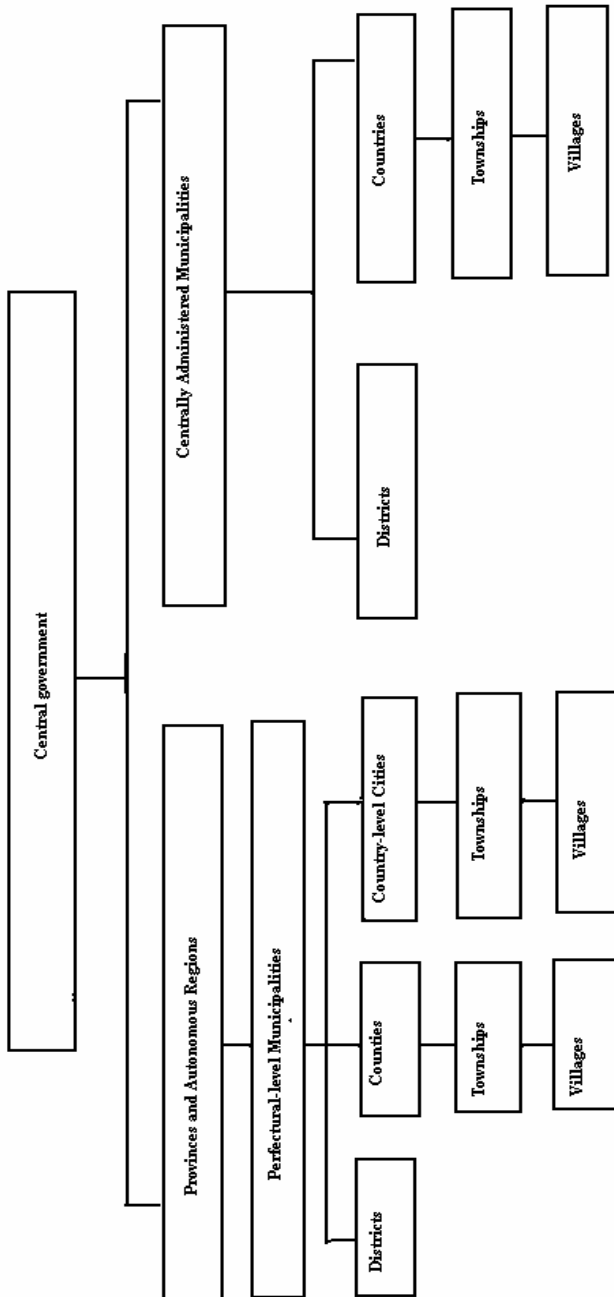 Central government
Provinces and Autonomous Regions
Centrally Administered Municipalities
Perfectural-level Municipalities
Districts
Counties
Country-level Cities
Districts
Countries
Townships
Townships
Townships
Villages
Villages
Villages